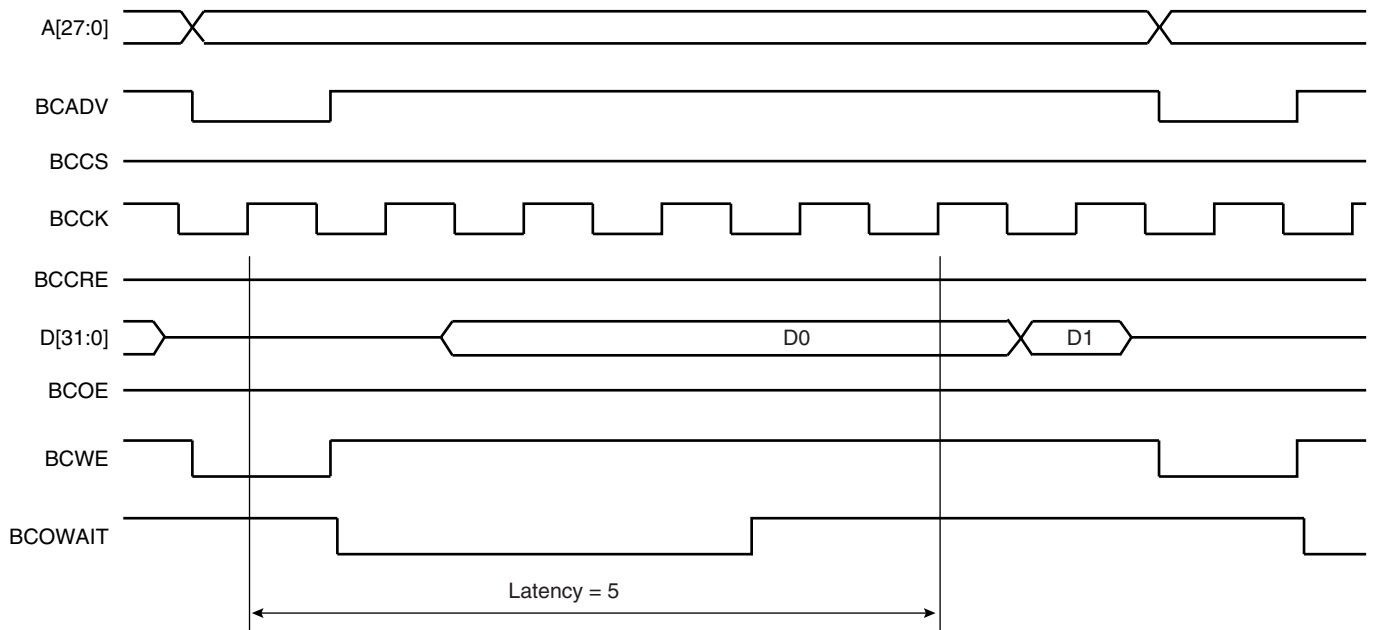 A[27:0]
BCADV
BCCS
BCCK
BCCRE
D[31:0] D0 D1
BCOE
BCWE
BCOWAIT
Latency = 5